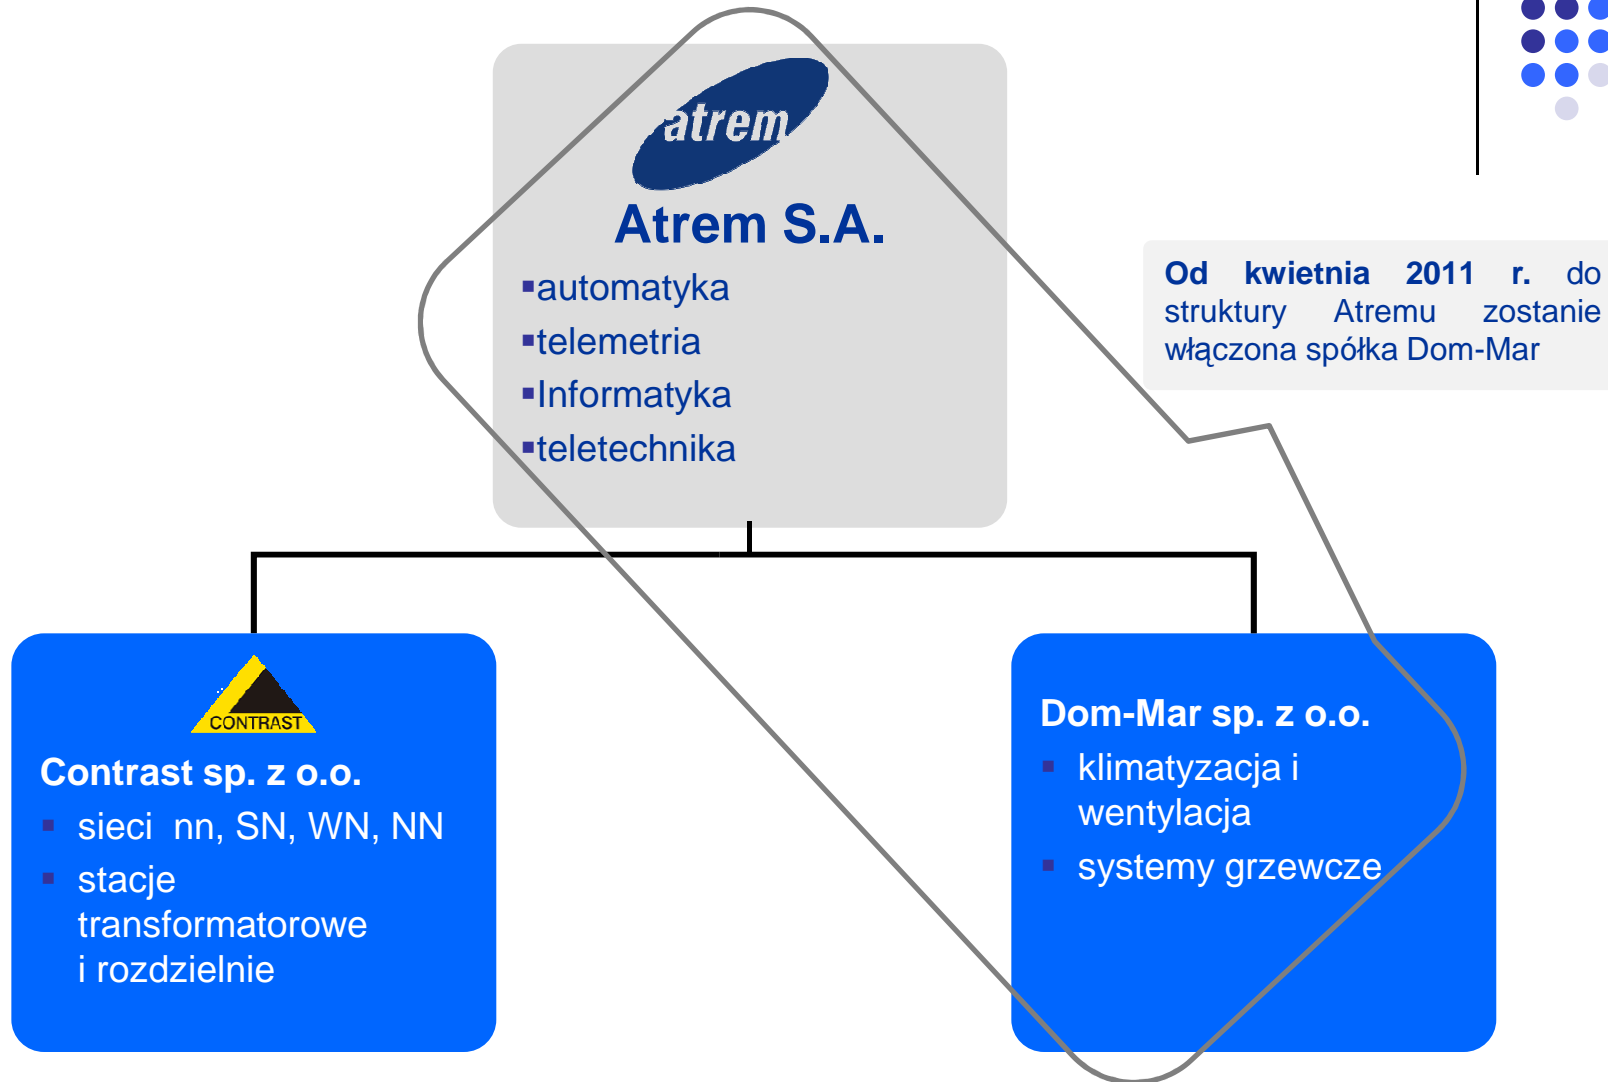 atrem
Atrem S.A.
▪automatyka
▪telemetria
▪Informatyka
▪teletechnika
Od kwietnia 2011 r. do
struktury Atremu zostanie
włączona spółka Dom-Mar
CONTRAST
Contrast sp. z o.o.
▪ sieci nn, SN, WN, NN
▪ stacje
transformatorowe
i rozdzielnie
Dom-Mar sp. z o.o.
▪ klimatyzacja i
wentylacja
▪ systemy grzewcze